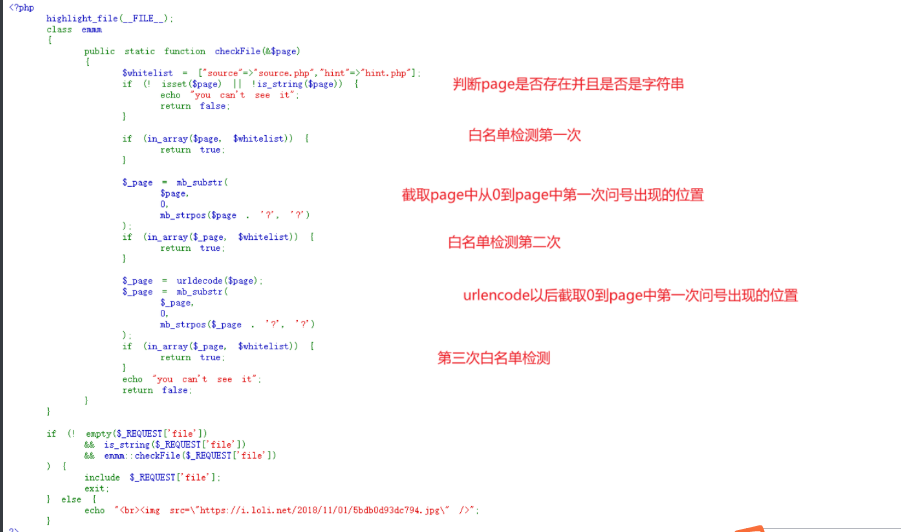 <?php
highlight_file(__FILE__);
class emmm
{
public static function checkFile(&$page)
{
$whitelist = ["source"=>"source.php","hint"=>"hint.php"];
if (! isset($page) || !is_string($page)) {
判断page是否存在并且是否是字符串
echo "you can't see it";
return false;
}
if (in_array($page, $whitelist)) {
白名单检测第一次
return true;
}
$_page = mb_substr(
$page,
截取page中从0到page中第一次问号出现的位置
0,
mb_strpos($page . '?', '?')
);
if (in_array($_page, $whitelist)) {
白名单检测第二次
return true;
}
$_page = urldecode($page);
$_page = mb_substr(
urlencode以后截取0到page中第一次问号出现的位置
$_page,
0,
mb_strpos($_page . '?', '?')
);
if (in_array($_page, $whitelist)) {
第三次白名单检测
return true;
}
echo "you can't see it";
return false;
}
}
if (! empty($_REQUEST['file'])
&& is_string($_REQUEST['file'])
&& emmm::checkFile($_REQUEST['file'])
) {
include $_REQUEST['file'];
exit;
} else {
echo "<br><img src=\"https://i.loli.net/2018/11/01/5bdb0d93dc794.jpg\" />";
}
?>